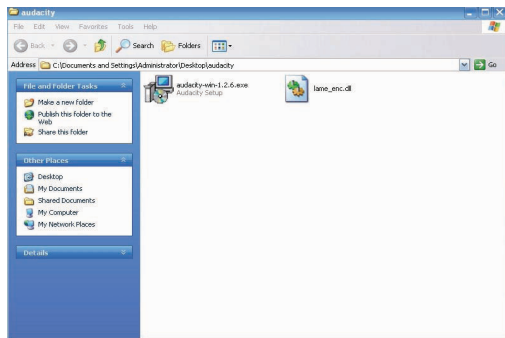 audacity
File Edit View Favorites Tools Help
Back Search Folders
Address C:\Documents and Settings\Administrator\Desktop\audacity Go
File and Folder Tasks
Make a new folder
Publish this folder to the
Web
Share this folder
Other Places
Desktop
My Documents
Shared Documents
My Computer
My Network Places
Details
audacity-win-1.2.6.exe
Audacity Setup
lame_enc.dll